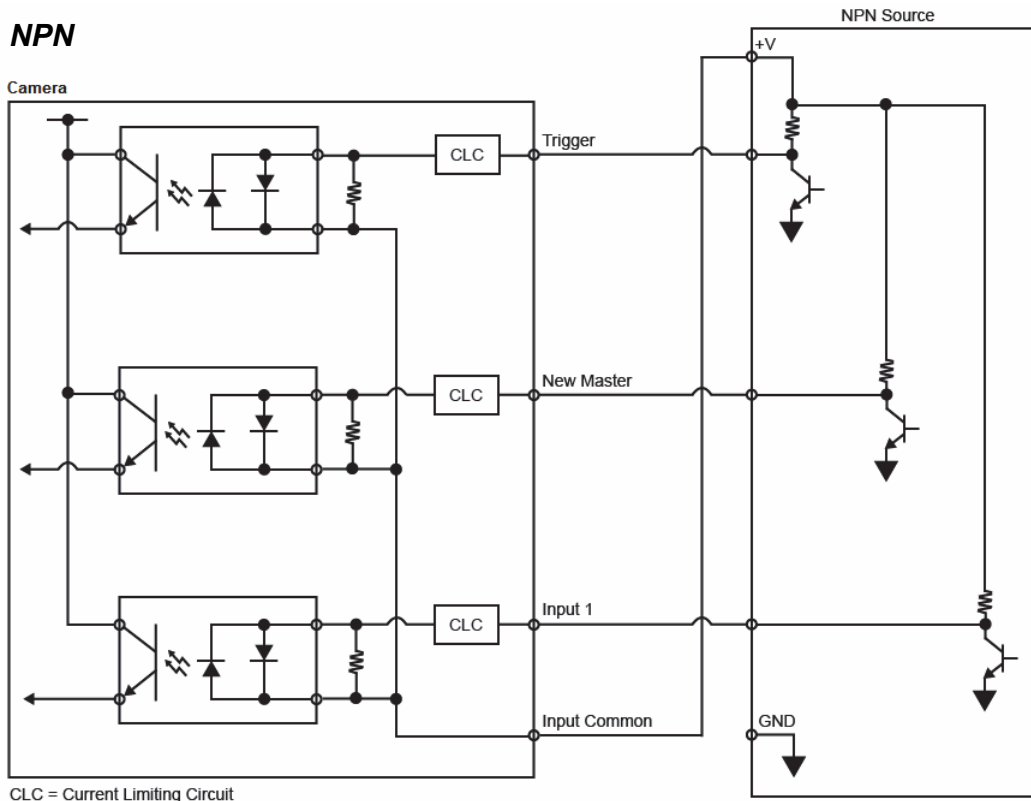 NPN Source
NPN
+V
Camera
CLC
Trigger
CLC
New Master
CLC
Input 1
Input Common
GND
CLC = Current Limiting Circuit